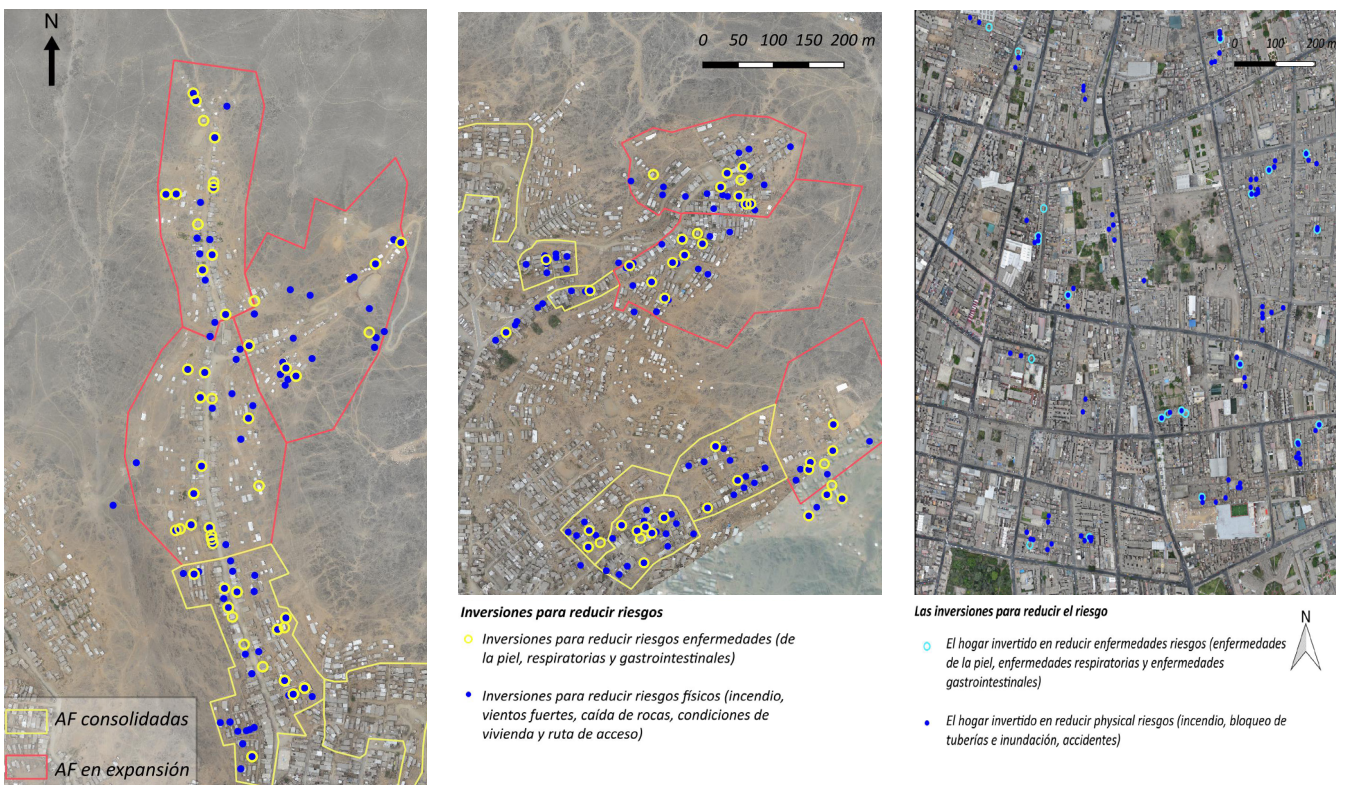 N
AF consolidadas
AF en expansión
0 50 100 150 200 m
Inversiones para reducir riesgos
Inversiones para reducir riesgos enfermedades (de
la piel, respiratorias y gastrointestinales)
Inversiones para reducir riesgos físicos (incendio,
vientos fuertes, caída de rocas, condiciones de
vivienda y ruta de acceso)
0 100 200 m
Las inversiones para reducir el riesgo
N
El hogar invertido en reducir enfermedades riesgos (enfermedades
de la piel, enfermedades respiratorias y enfermedades
gastrointestinales)
El hogar invertido en reducir physical riesgos (incendio, bloqueo de
tuberías e inundación, accidentes)